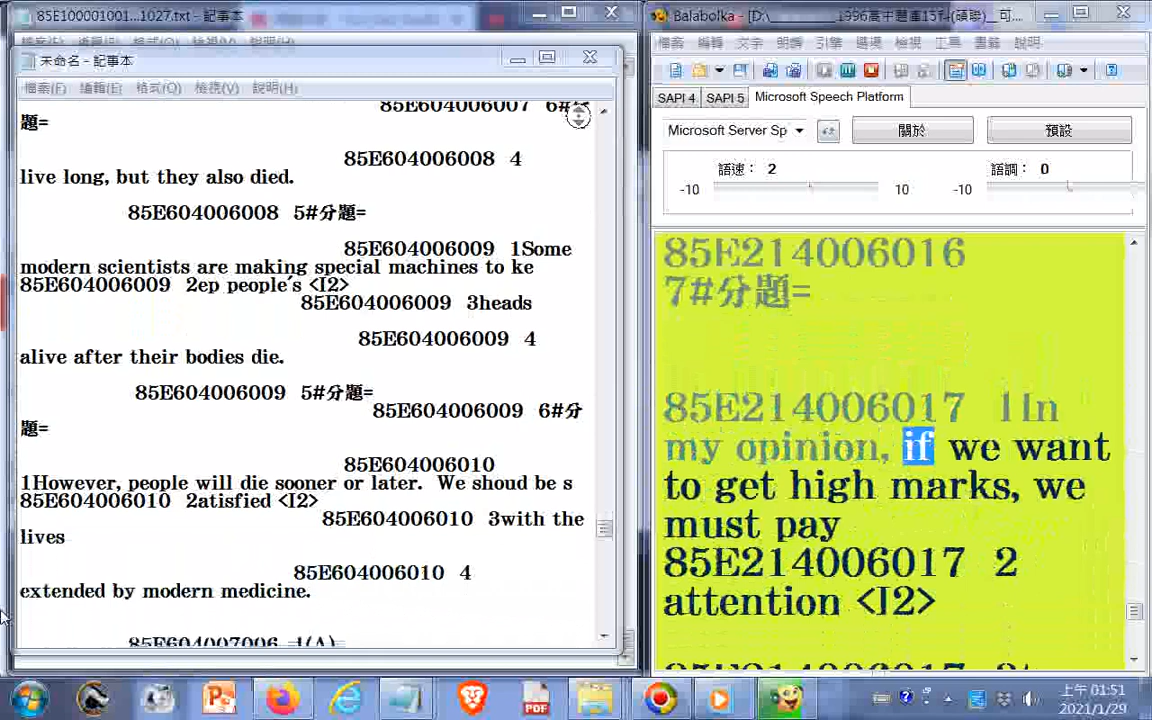 85E100001001...1027.txt - 記事本
未命名 - 記事本
檔案(F) 編輯(E) 格式(O) 檢視(V) 說明(H)
85E604006007 6#分
題=
85E604006008 4
live long, but they also died.
85E604006008 5#分題=
85E604006009 1Some
modern scientists are making special machines to ke
85E604006009 2ep people's <I2>
85E604006009 3heads
85E604006009 4
alive after their bodies die.
85E604006009 5#分題=
85E604006009 6#分
題=
85E604006010
1However, people will die sooner or later. We shoud be s
85E604006010 2atisfied <I2>
85E604006010 3with the
lives
85E604006010 4
extended by modern medicine.
85E604007006 1(A)
Balabolka - [D:\
檔案 編輯 文字 朗讀 引擎 選項 檢視 工具 書籤 說明
SAPI 4 SAPI 5 Microsoft Speech Platform
Microsoft Server Sp 關於 預設
語速： 2 語調： 0
-10 10 -10
85E214006016
7#分題=
85E214006017 1In
my opinion, if we want
to get high marks, we
must pay
85E214006017 2
attention <I2>
PDF
上午 01:51
2021/1/29